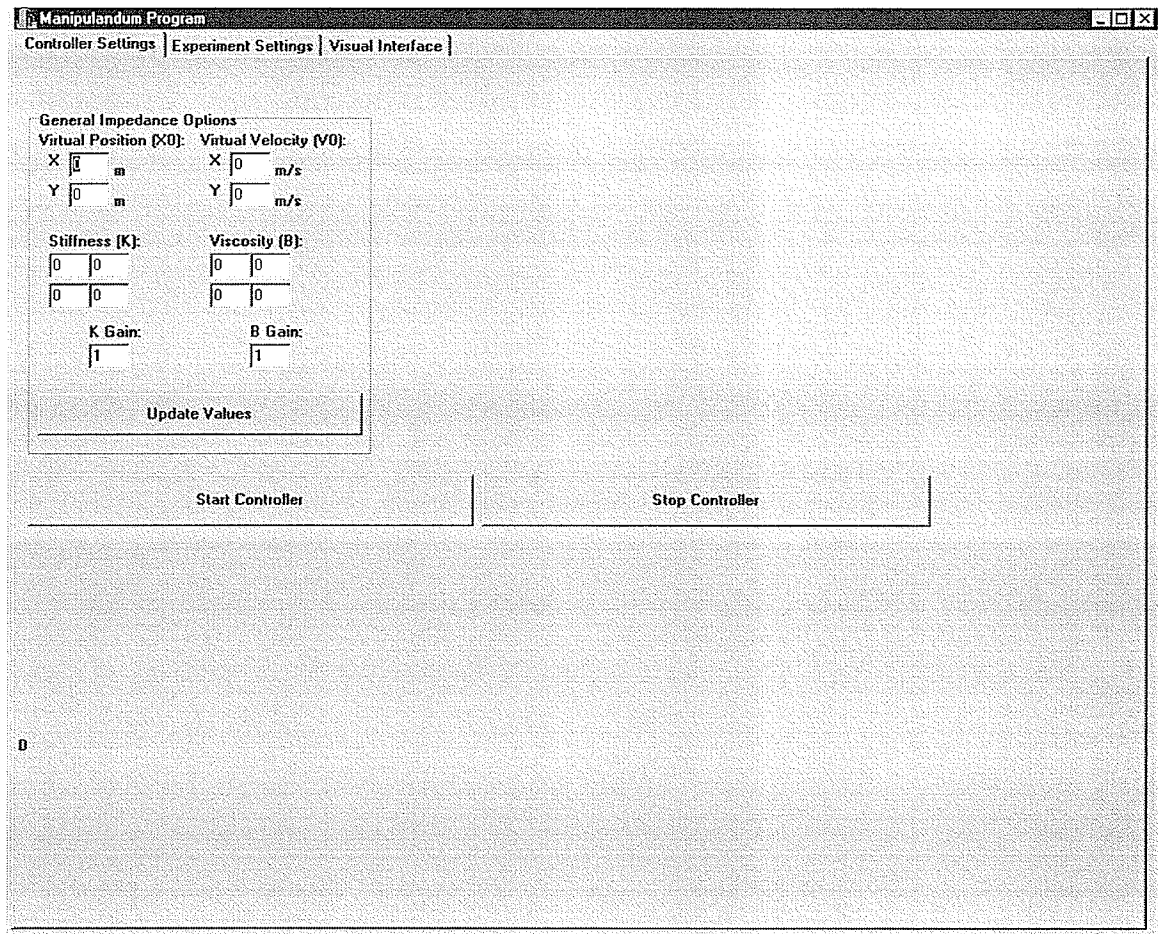 Manipulandum Program
Controller Settings Experiment Settings Visual Interface
General Impedance Options
Virtual Position (X0): Virtual Velocity (V0):
X 0 m X 0 m/s
Y 0 m Y 0 m/s
Stiffness (K): Viscosity (B):
0 0 0 0
0 0 0 0
K Gain: B Gain:
1 1
Update Values
Start Controller Stop Controller
0